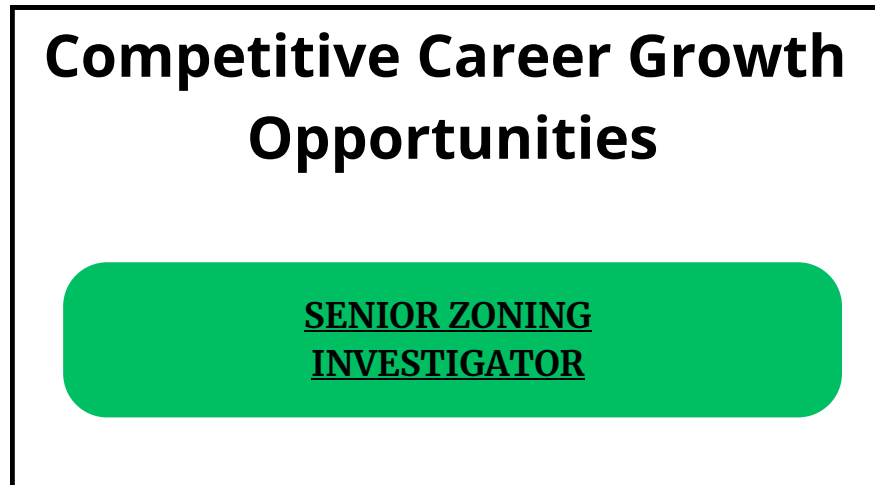 Competitive Career Growth
Opportunities
SENIOR ZONING
INVESTIGATOR